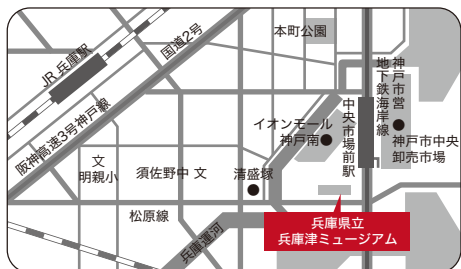 本町公園
国道2号
JR 兵庫駅
阪神高速3号神戸線
神戸市営
地下鉄海岸線
中央市場前駅
イオンモール
神戸南
神戸市中央
卸売市場
文
明親小
須佐野中 文
清盛塚
松原線
兵庫運河
兵庫県立
兵庫津ミュージアム